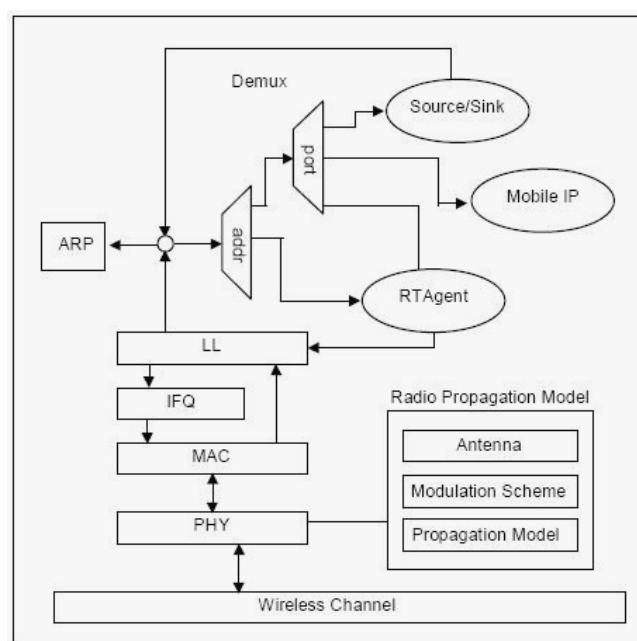 Demux
Source/Sink
port
Mobile IP
ARP
addr
RTAgent
LL
IFQ
Radio Propagation Model
MAC
Antenna
Modulation Scheme
PHY
Propagation Model
Wireless Channel